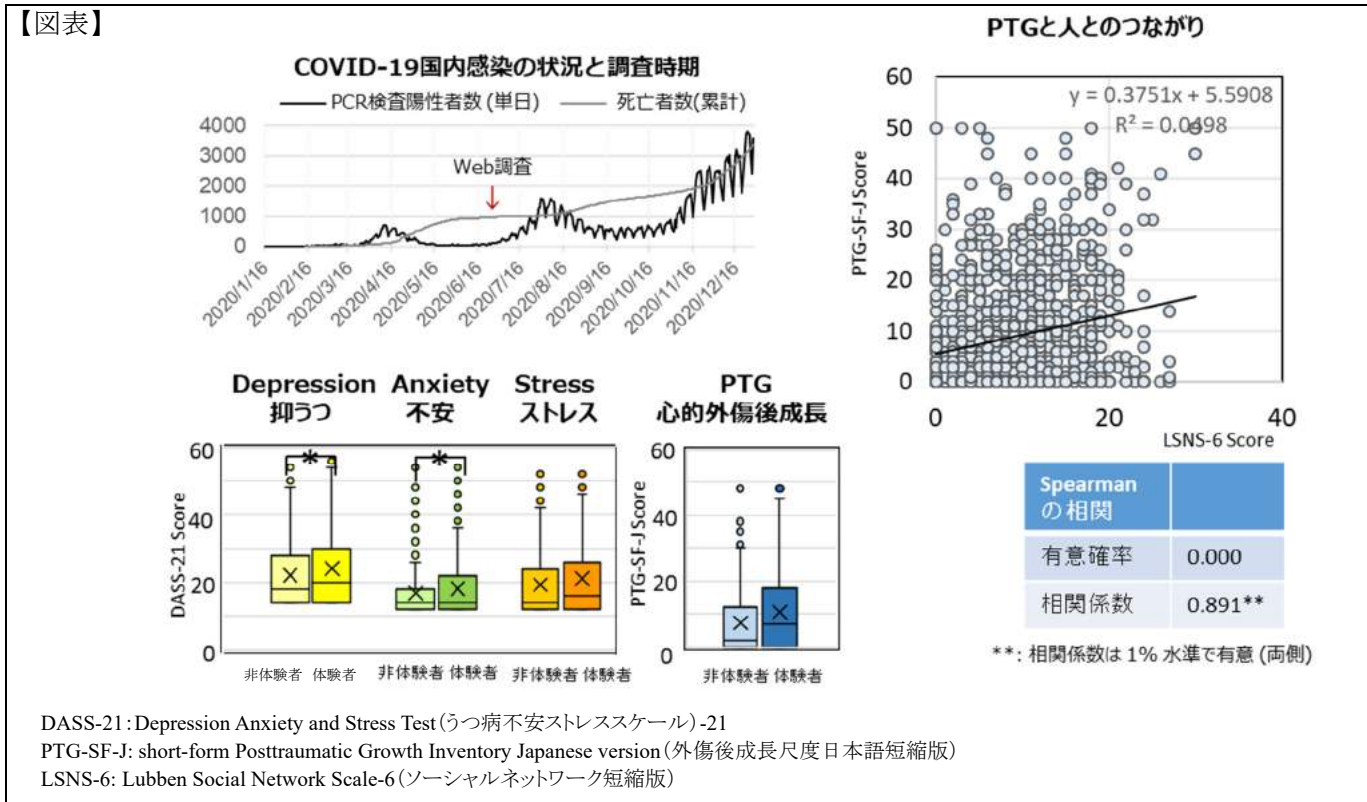 【図表】
COVID-19国内感染の状況と調査時期
PCR検査陽性者数 (単日) 死亡者数(累計)
4000
3000
2000
1000
0
Web調査
2020/1/16
2020/2/16
2020/3/16
2020/4/16
2020/5/16
2020/6/16
2020/7/16
2020/8/16
2020/9/16
2020/10/16
2020/11/16
2020/12/16
PTGと人とのつながり
y = 0.3751x + 5.5908
R² = 0.0498
PTG-SF-J Score
60
50
40
30
20
10
0
0 20 40
LSNS-6 Score
Depression
抑うつ
Anxiety
不安
Stress
ストレス
PTG
心的外傷後成長
DASS-21 Score
60
40
20
0
* *
非体験者 体験者 非体験者 体験者 非体験者 体験者
PTG-SF-J Score
60
40
20
0
非体験者 体験者
Spearman
の相関
有意確率 0.000
相関係数 0.891**
**: 相関係数は 1% 水準で有意 (両側)
DASS-21：Depression Anxiety and Stress Test（うつ病不安ストレススケール）-21
PTG-SF-J: short-form Posttraumatic Growth Inventory Japanese version（外傷後成長尺度日本語短縮版）
LSNS-6: Lubben Social Network Scale-6（ソーシャルネットワーク短縮版）